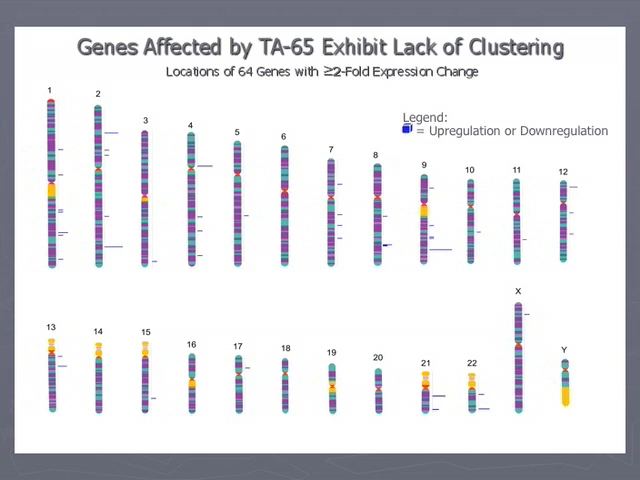 Genes Affected by TA-65 Exhibit Lack of Clustering
Locations of 64 Genes with ≥2-Fold Expression Change
Legend:
= Upregulation or Downregulation
1 2 3 4 5 6 7 8 9 10 11 12
13 14 15 16 17 18 19 20 21 22 X Y